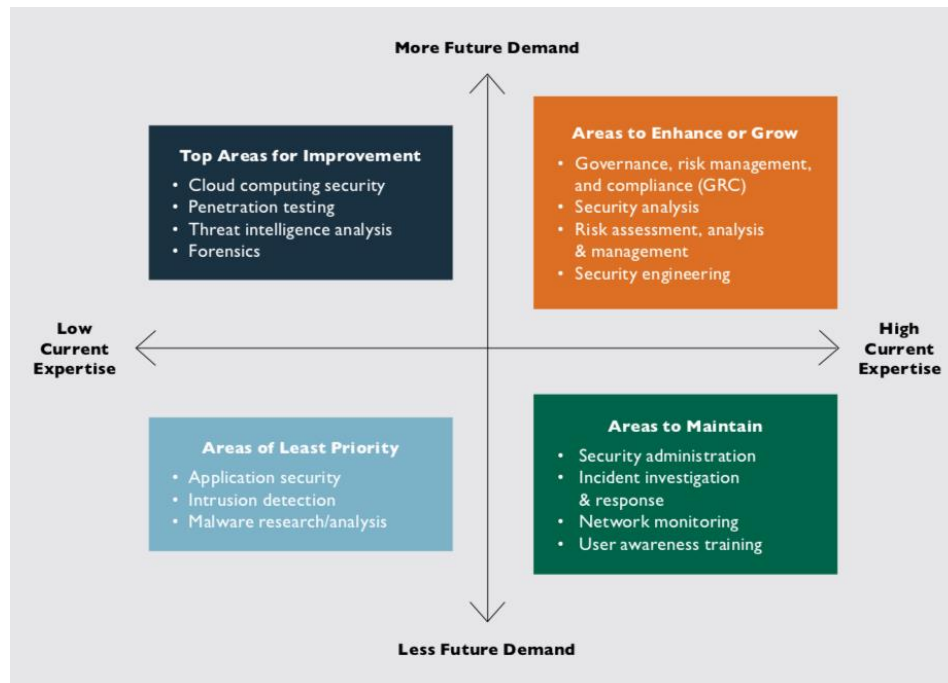 More Future Demand
Top Areas for Improvement
• Cloud computing security
• Penetration testing
• Threat intelligence analysis
• Forensics
Areas to Enhance or Grow
• Governance, risk management,
and compliance (GRC)
• Security analysis
• Risk assessment, analysis
& management
• Security engineering
Low
Current
Expertise
High
Current
Expertise
Areas of Least Priority
• Application security
• Intrusion detection
• Malware research/analysis
Areas to Maintain
• Security administration
• Incident investigation
& response
• Network monitoring
• User awareness training
Less Future Demand